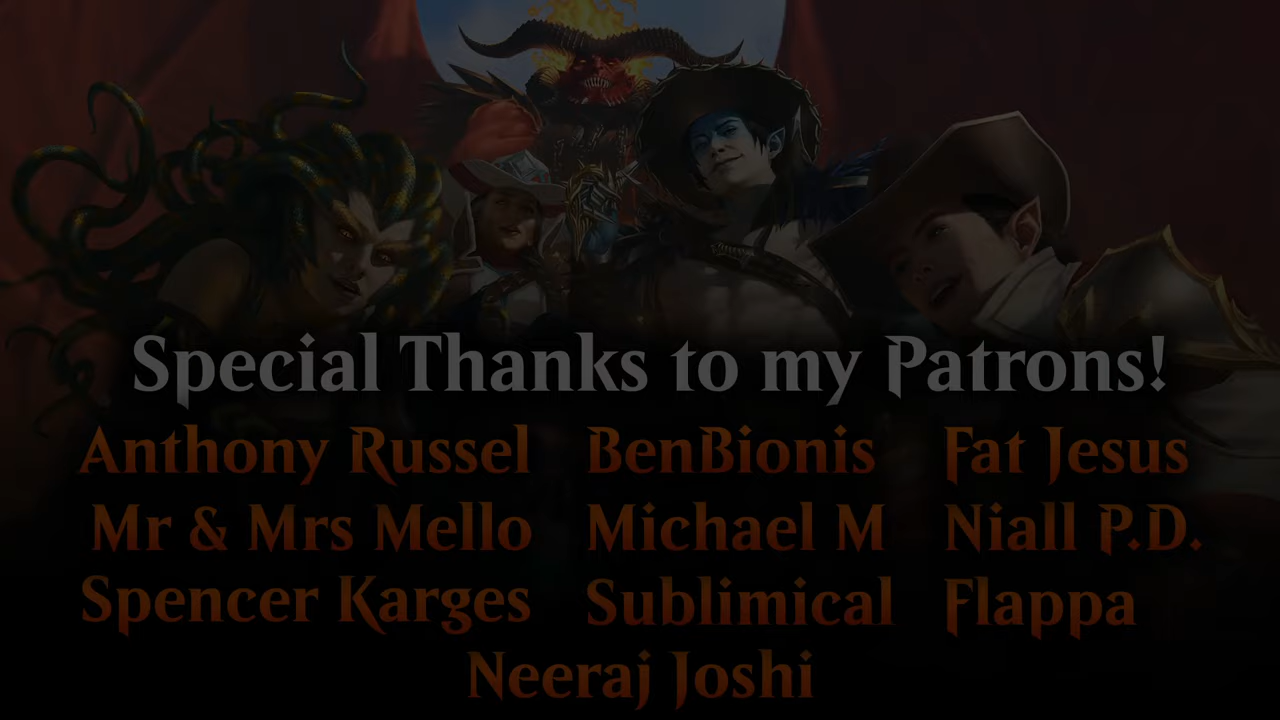 Special Thanks to my Patrons!
Anthony Russel BenBionis Fat Jesus
Mr & Mrs Mello Michael M Niall P.D.
Spencer Karges Sublimical Flappa
Neeraj Joshi